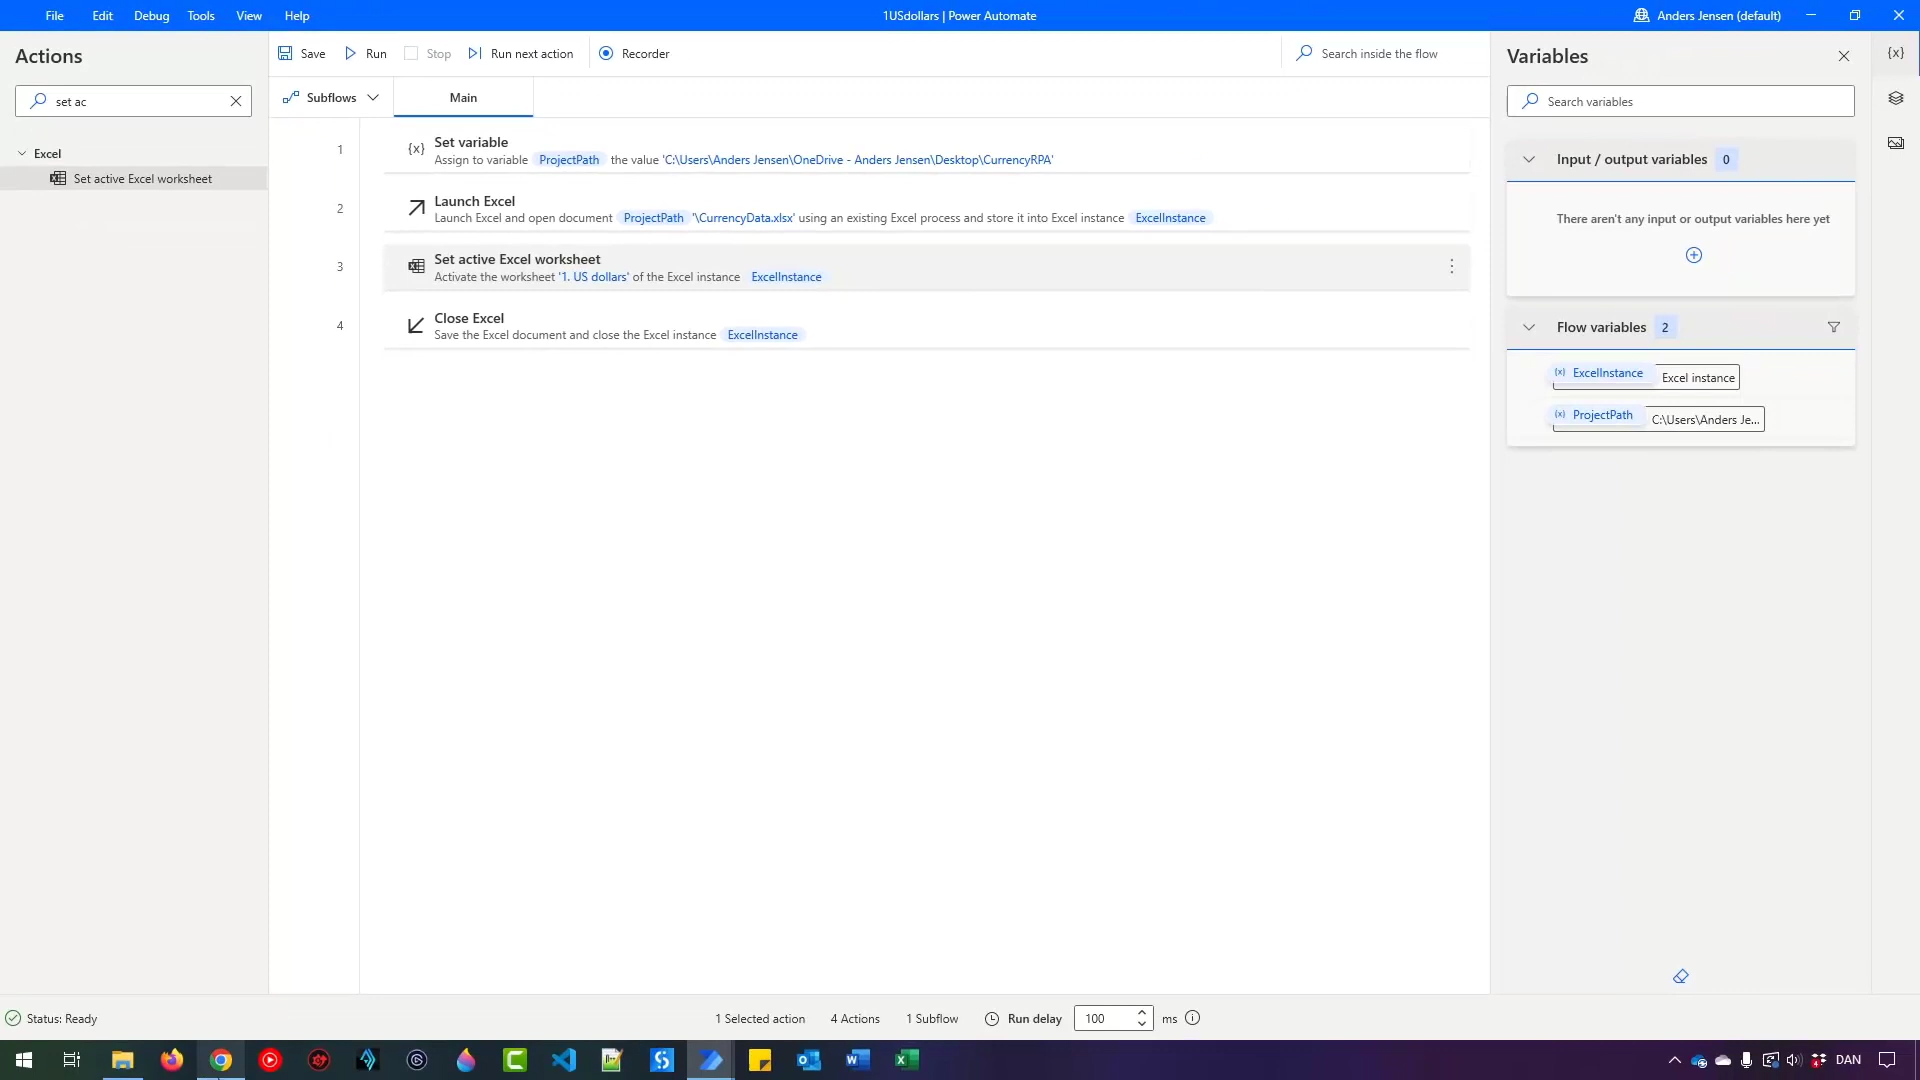 File Edit Debug Tools View Help
1USdollars | Power Automate
Anders Jensen (default)
Actions
set ac
Excel
Set active Excel worksheet
Save Run Stop Run next action Recorder
Search inside the flow
Subflows
Main
1
{x} Set variable
Assign to variable ProjectPath the value 'C:\Users\Anders Jensen\OneDrive - Anders Jensen\Desktop\CurrencyRPA'
2
Launch Excel
Launch Excel and open document ProjectPath '\CurrencyData.xlsx' using an existing Excel process and store it into Excel instance ExcelInstance
3
Set active Excel worksheet
Activate the worksheet '1. US dollars' of the Excel instance ExcelInstance
4
Close Excel
Save the Excel document and close the Excel instance ExcelInstance
Variables
{x}
Search variables
Input / output variables 0
There aren't any input or output variables here yet
Flow variables 2
(x) ExcelInstance Excel instance
(x) ProjectPath C:\Users\Anders Je...
Status: Ready
1 Selected action 4 Actions 1 Subflow Run delay 100 ms
DAN